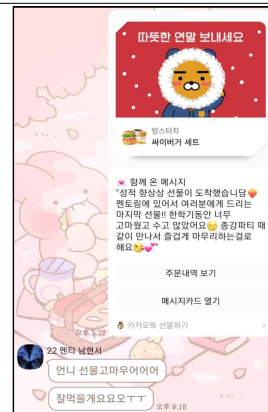 따뜻한 연말 보내세요
맘스터치
싸이버거 세트
💌 함께 온 메시지
"성적 향상상 선물이 도착했습니당❤️‍🔥
멘토링에 있어서 여러분에게 드리는
마지막 선물!! 한학기동안 너무
고마웠고 수고 많았어요😊 종강파티 때
같이 만나서 즐겁게 마무리하는걸로
해요😘💕"
주문내역 보기
메시지카드 열기
카카오톡 선물하기
오후 5:22
22 멘티 남현서
언니 선물고마우어어어
잘먹을게요요오ㅜㅜ
오후 9:18